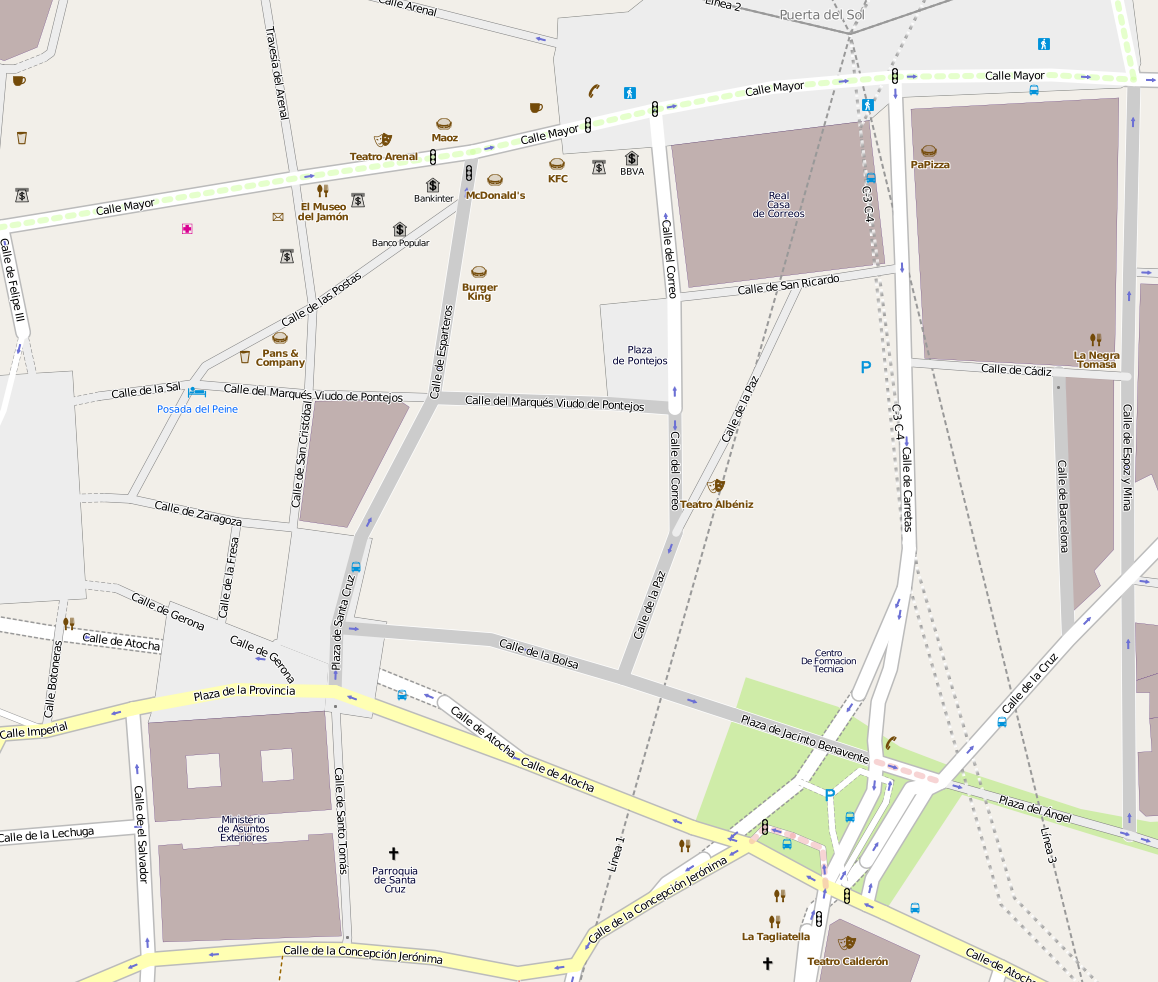 Calle Arenal
Línea 2
Puerta del Sol
Travesía del Arenal
Calle Mayor
Calle Mayor
Maoz
Calle Mayor
Teatro Arenal
KFC
BBVA
PaPizza
Bankinter
McDonald's
El Museo
del Jamón
Calle Mayor
Real
Casa
de Correos
C-3 C-4
Banco Popular
Calle de Felipe III
Calle del Correo
Burger
King
Calle de las Postas
Calle de San Ricardo
Calle de Esparteros
Pans &
Company
Plaza
de Pontejos
La Negra
Tomasa
Calle de Cádiz
Calle de la Sal
Calle del Marqués Viudo de Pontejos
Calle del Marqués Viudo de Pontejos
Posada del Peine
Calle de la Paz
C-3 C-4
Calle de San Cristóbal
Calle del Correo
Calle de Carretas
Calle de Barcelona
Calle de Espoz y Mina
Teatro Albéniz
Calle de Zaragoza
Calle de la Fresa
Calle de la Paz
Calle de Gerona
Plaza de Santa Cruz
Calle de Atocha
Calle de Gerona
Calle de la Bolsa
Centro
De Formacion
Tecnica
Calle Botoneras
Calle de la Cruz
Plaza de la Provincia
Calle Imperial
Calle de Atocha
Plaza de Jacinto Benavente
Calle de Atocha
Calle del Salvador
Calle de Santo Tomás
Plaza del Ángel
Calle de la Lechuga
Ministerio
de Asuntos
Exteriores
Línea 1
Línea 3
Parroquia
de Santa
Cruz
Calle de la Concepción Jerónima
La Tagliatella
Calle de la Concepción Jerónima
Teatro Calderón
Calle de Atocha